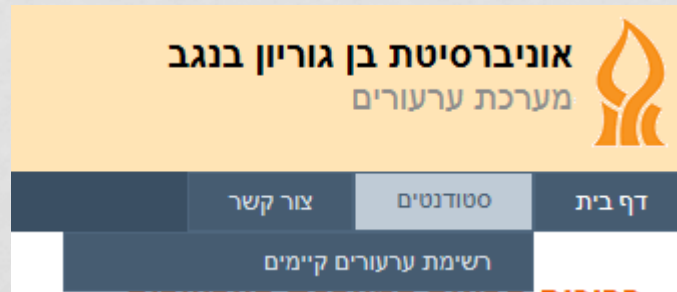 אוניברסיטת בן גוריון בנגב
מערכת ערעורים
דף בית סטודנטים צור קשר
רשימת ערעורים קיימים